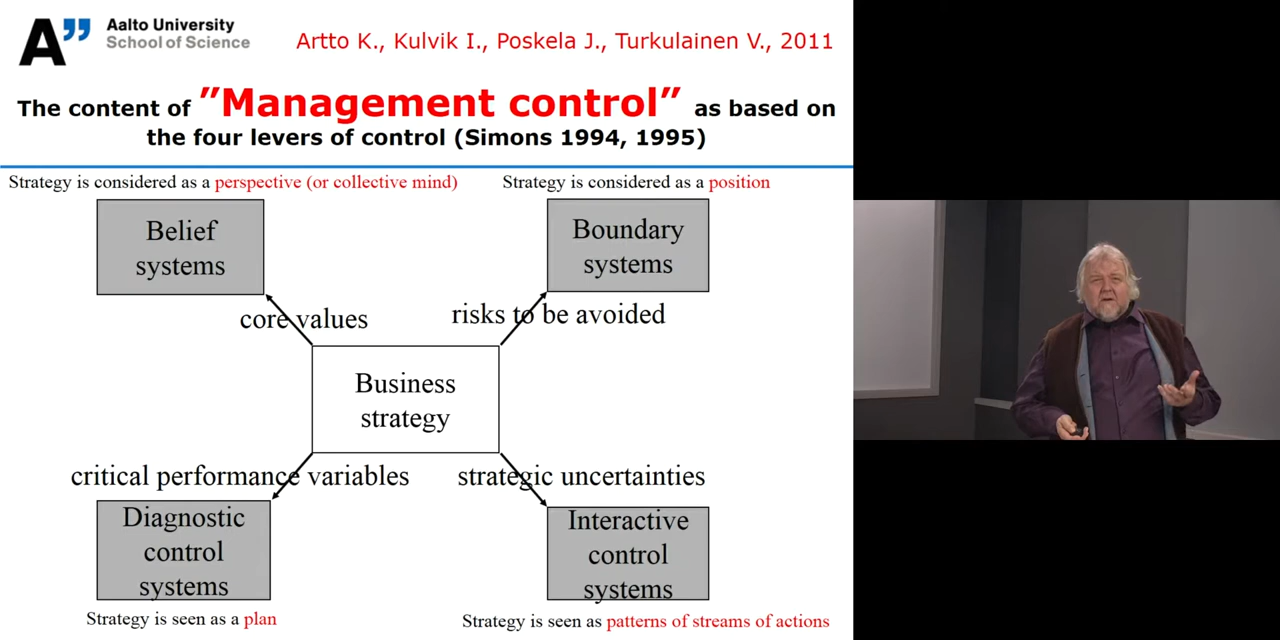 A”
Aalto University
School of Science
Artto K., Kulvik I., Poskela J., Turkulainen V., 2011
The content of ”Management control” as based on
the four levers of control (Simons 1994, 1995)
Strategy is considered as a perspective (or collective mind)
Strategy is considered as a position
Belief
systems
Boundary
systems
core values
risks to be avoided
Business
strategy
critical performance variables
strategic uncertainties
Diagnostic
control
systems
Interactive
control
systems
Strategy is seen as a plan
Strategy is seen as patterns of streams of actions